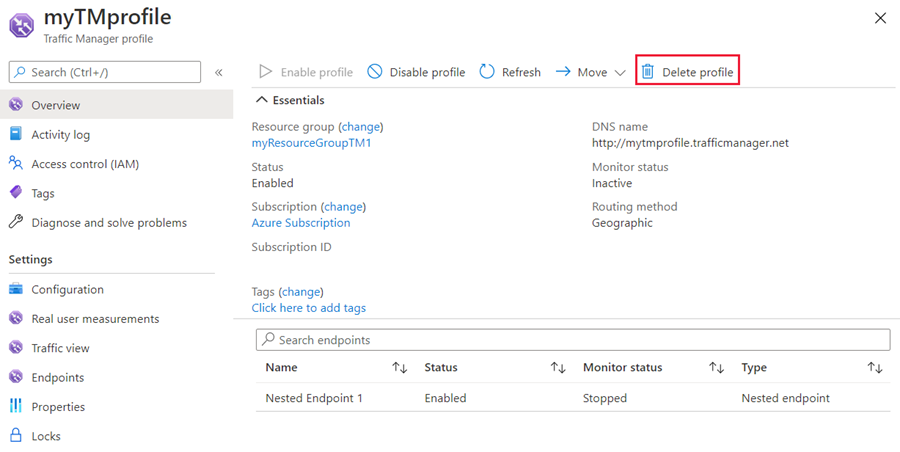 myTMprofile
Traffic Manager profile
Search (Ctrl+/)
«
Overview
Activity log
Access control (IAM)
Tags
Diagnose and solve problems
Settings
Configuration
Real user measurements
Traffic view
Endpoints
Properties
Locks
Enable profile
Disable profile
Refresh
Move
Delete profile
Essentials
Resource group (change)
myResourceGroupTM1
Status
Enabled
Subscription (change)
Azure Subscription
Subscription ID
DNS name
http://mytmprofile.trafficmanager.net
Monitor status
Inactive
Routing method
Geographic
Tags (change)
Click here to add tags
Search endpoints
Name Status Monitor status Type
Nested Endpoint 1 Enabled Stopped Nested endpoint